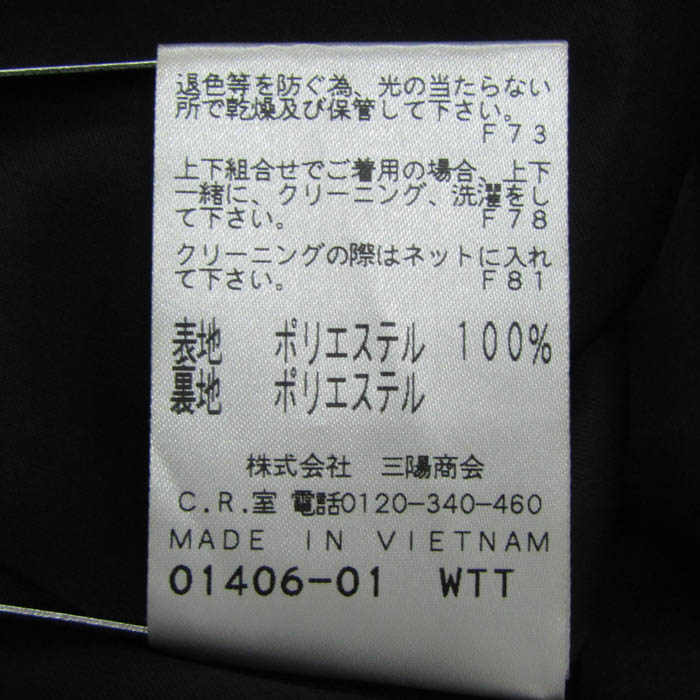 退色等を防ぐ為、光の当たらない
所で乾燥及び保管して下さい。
F73
上下組合せでご着用の場合、上下
一緒に、クリーニング、洗濯をし
て下さい。 F78
クリーニングの際はネットに入れ
て下さい。 F81
表地 ポリエステル 100%
裏地 ポリエステル
株式会社 三陽商会
C.R.室 電話0120-340-460
MADE IN VIETNAM
01406-01 WTT